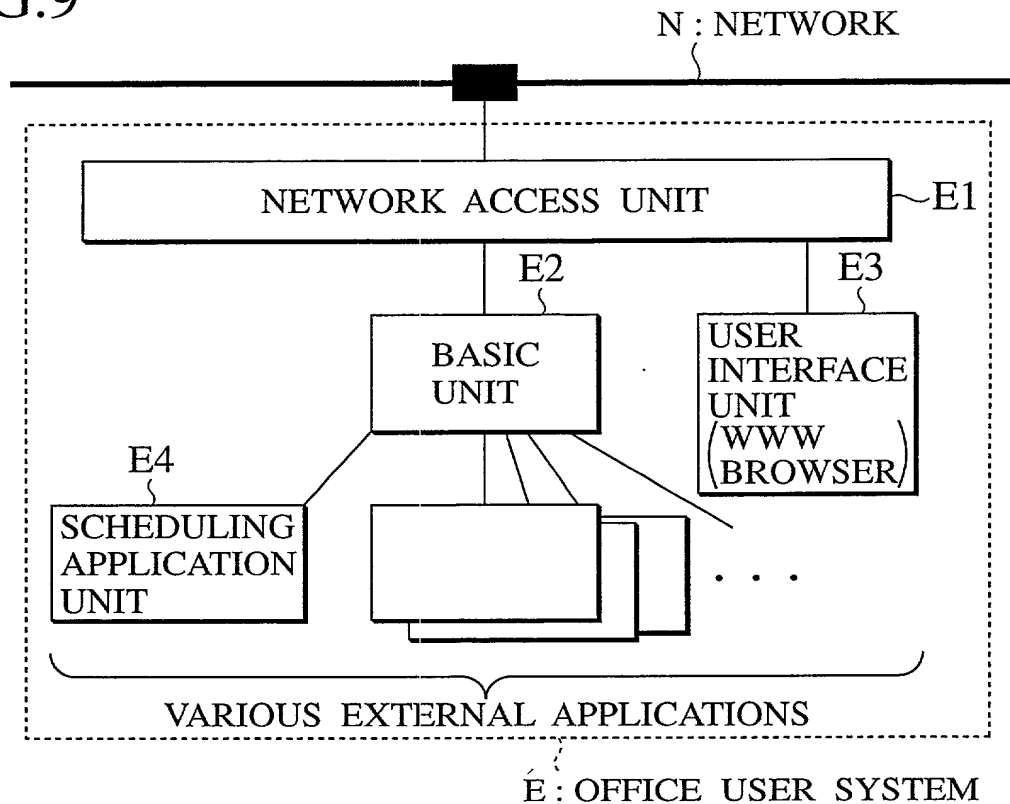 G.9
N : NETWORK
NETWORK ACCESS UNIT
E1
E2
E3
BASIC
UNIT
USER
INTERFACE
UNIT
(WWW
BROWSER)
E4
SCHEDULING
APPLICATION
UNIT
. . .
VARIOUS EXTERNAL APPLICATIONS
E : OFFICE USER SYSTEM